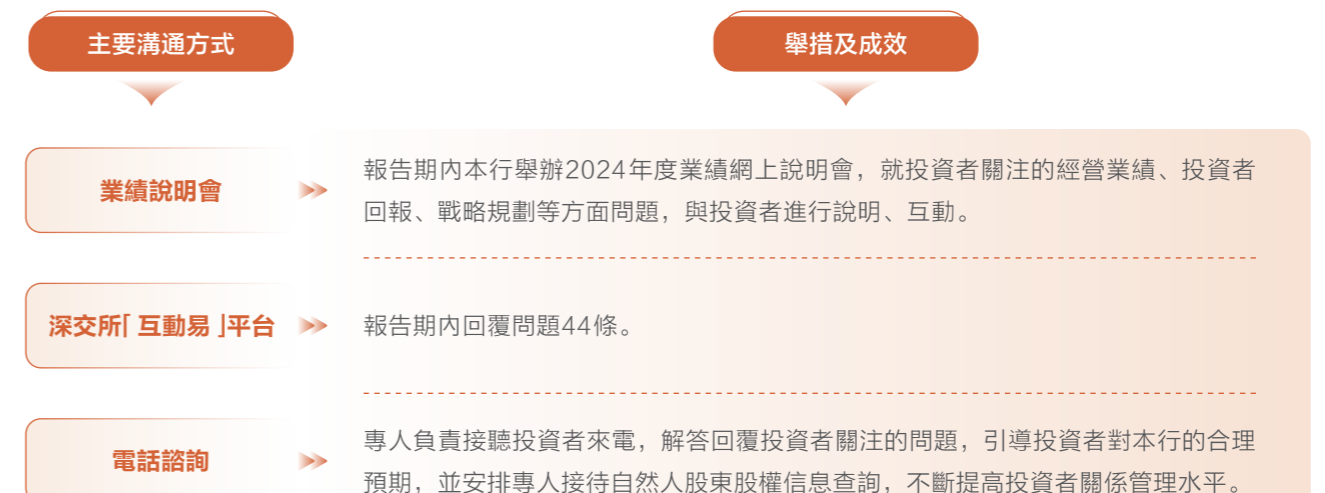 主要溝通方式
舉措及成效
業績說明會
報告期內本行舉辦2024年度業績網上說明會，就投資者關注的經營業績、投資者
回報、戰略規劃等方面問題，與投資者進行說明、互動。
深交所「互動易」平台
報告期內回覆問題44條。
電話諮詢
專人負責接聽投資者來電，解答回覆投資者關注的問題，引導投資者對本行的合理
預期，並安排專人接待自然人股東股權信息查詢，不斷提高投資者關係管理水平。